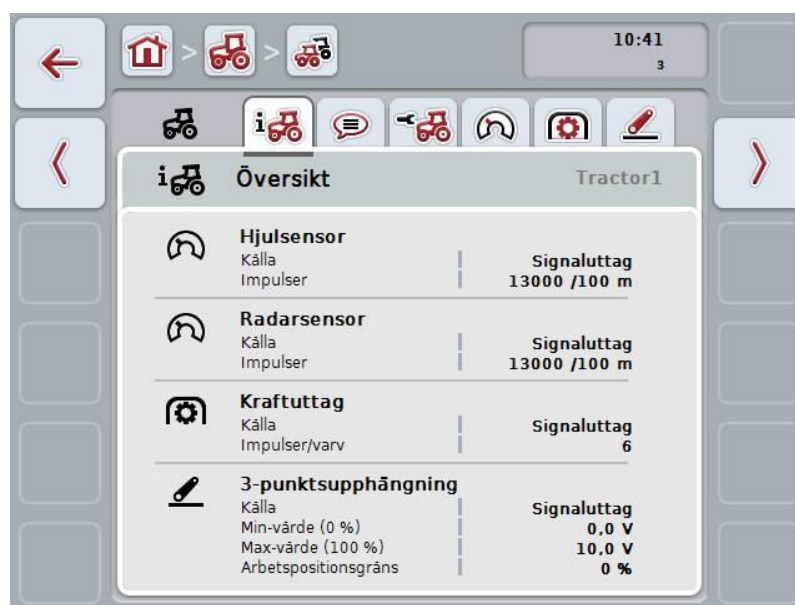 10:41
3
> >
i
i Översikt Tractor1
Hjulsensor
Källa Signaluttag
Impulser 13000 /100 m
Radarsensor
Källa Signaluttag
Impulser 13000 /100 m
Kraftuttag
Källa Signaluttag
Impulser/varv 6
3-punktsupphängning
Källa Signaluttag
Min-värde (0 %) 0,0 V
Max-värde (100 %) 10,0 V
Arbetspositionsgräns 0 %